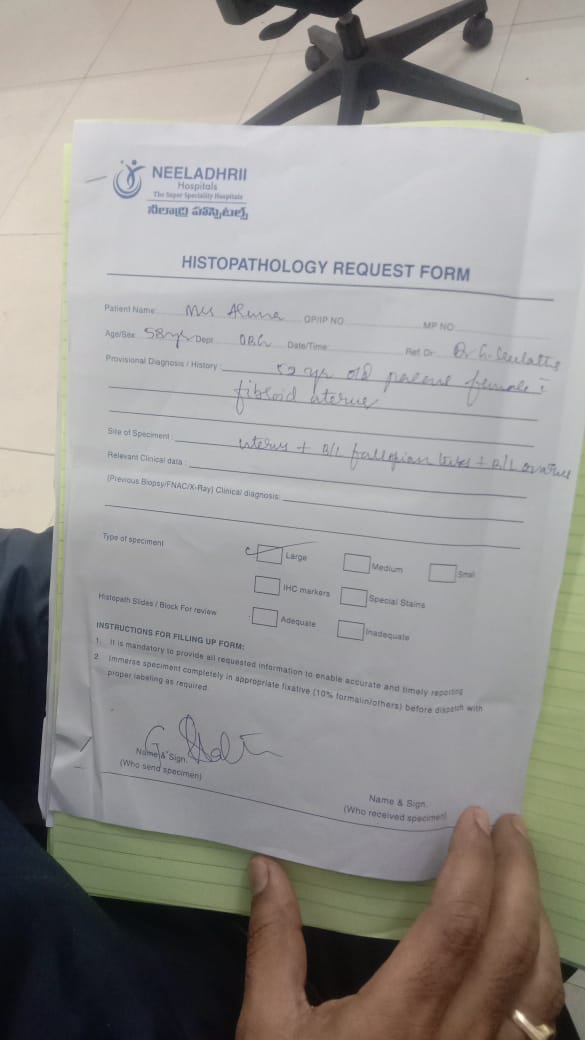 NEELADHRII
Hospitals
The Super Speciality Hospitals
నీలాద్రి హాస్పిటల్స్
HISTOPATHOLOGY REQUEST FORM
Patient Name: Mrs Aruna OP/IP NO. MP NO.
Age/Sex: 58yrs Dept: OBG Date/Time: Ref. Dr: Dr G.
Provisional Diagnosis / History: 52 yr old female c̄
fibroid uterus
Site of Specimen: uterus + B/L fallopian tubes + B/L ovaries
Relevant Clinical data:
(Previous Biopsy/FNAC/X-Ray) Clinical diagnosis:
Type of specimen Large Medium Small
IHC markers Special Stains
Histopath Slides / Block For review Adequate Inadequate
INSTRUCTIONS FOR FILLING UP FORM:
1. It is mandatory to provide all requested information to enable accurate and timely reporting
2. Immerse speciment completely in appropriate fixative (10% formalin/others) before dispatch with
proper labeling as required
Name & Sign.
(Who send specimen)
Name & Sign.
(Who received specimen)